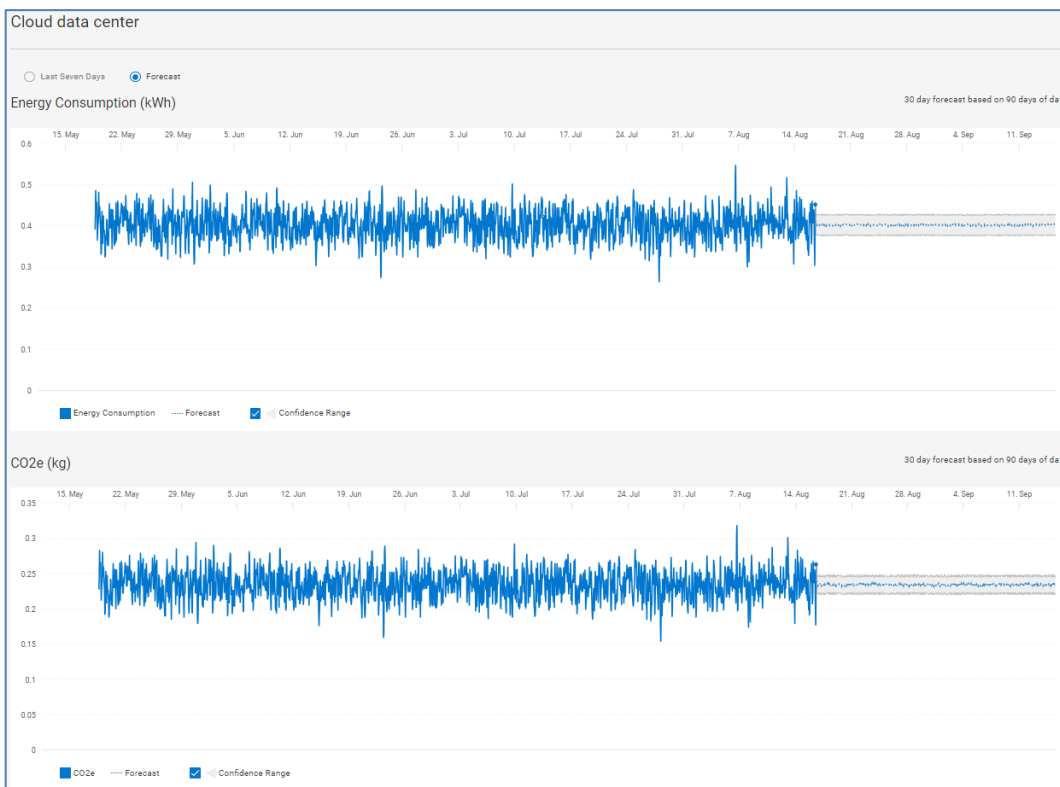 Cloud data center
Last Seven Days Forecast
Energy Consumption (kWh) 30 day forecast based on 90 days of
15. May 22. May 29. May 5. Jun 12. Jun 19. Jun 26. Jun 3. Jul 10. Jul 17. Jul 24. Jul 31. Jul 7. Aug 14. Aug 21. Aug 28. Aug 4. Sep 11. Sep
0.6
0.5
0.4
0.3
0.2
0.1
0
Energy Consumption Forecast Confidence Range
CO2e (kg) 30 day forecast based on 90 days of
15. May 22. May 29. May 5. Jun 12. Jun 19. Jun 26. Jun 3. Jul 10. Jul 17. Jul 24. Jul 31. Jul 7. Aug 14. Aug 21. Aug 28. Aug 4. Sep 11. Sep
0.35
0.3
0.25
0.2
0.15
0.1
0.05
0
CO2e Forecast Confidence Range